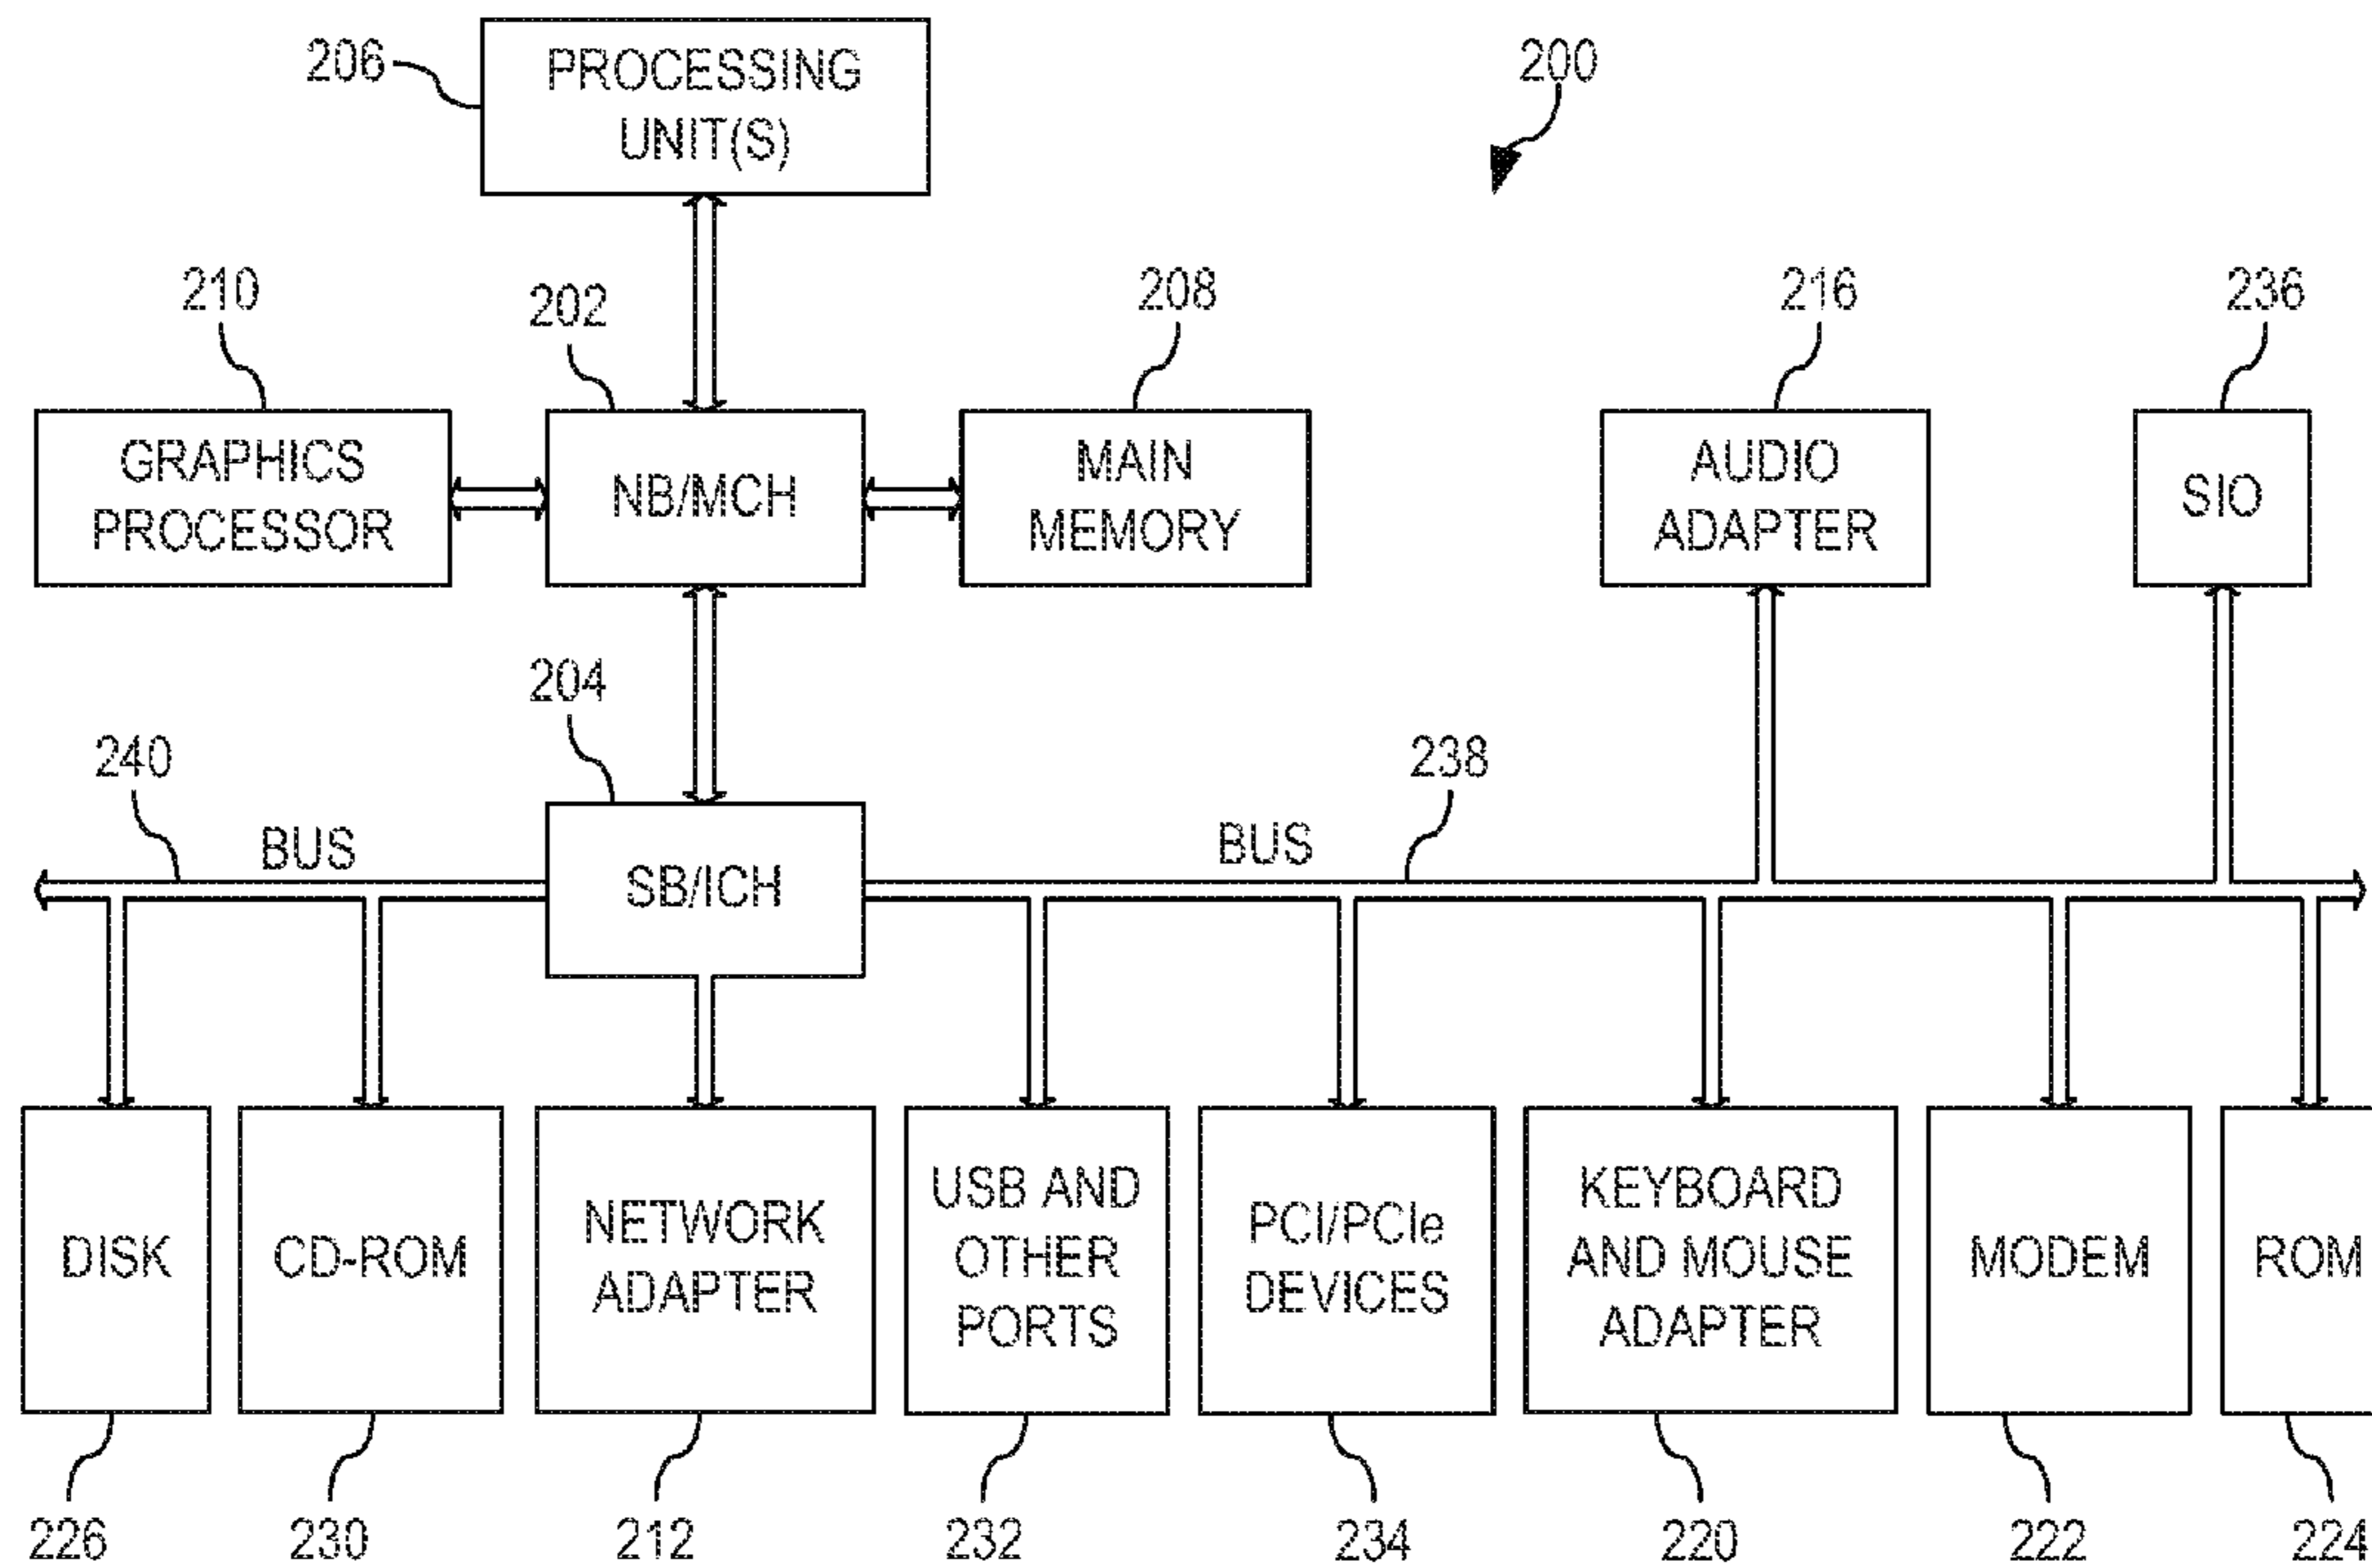 206
PROCESSING
UNIT(S)
200
210
202
208
216
236
GRAPHICS
PROCESSOR
NB/MCH
MAIN
MEMORY
AUDIO
ADAPTER
SIO
204
240
238
BUS
SB/ICH
BUS
DISK
CD-ROM
NETWORK
ADAPTER
USB AND
OTHER
PORTS
PCI/PCIe
DEVICES
KEYBOARD
AND MOUSE
ADAPTER
MODEM
ROM
226
230
212
232
234
220
222
224